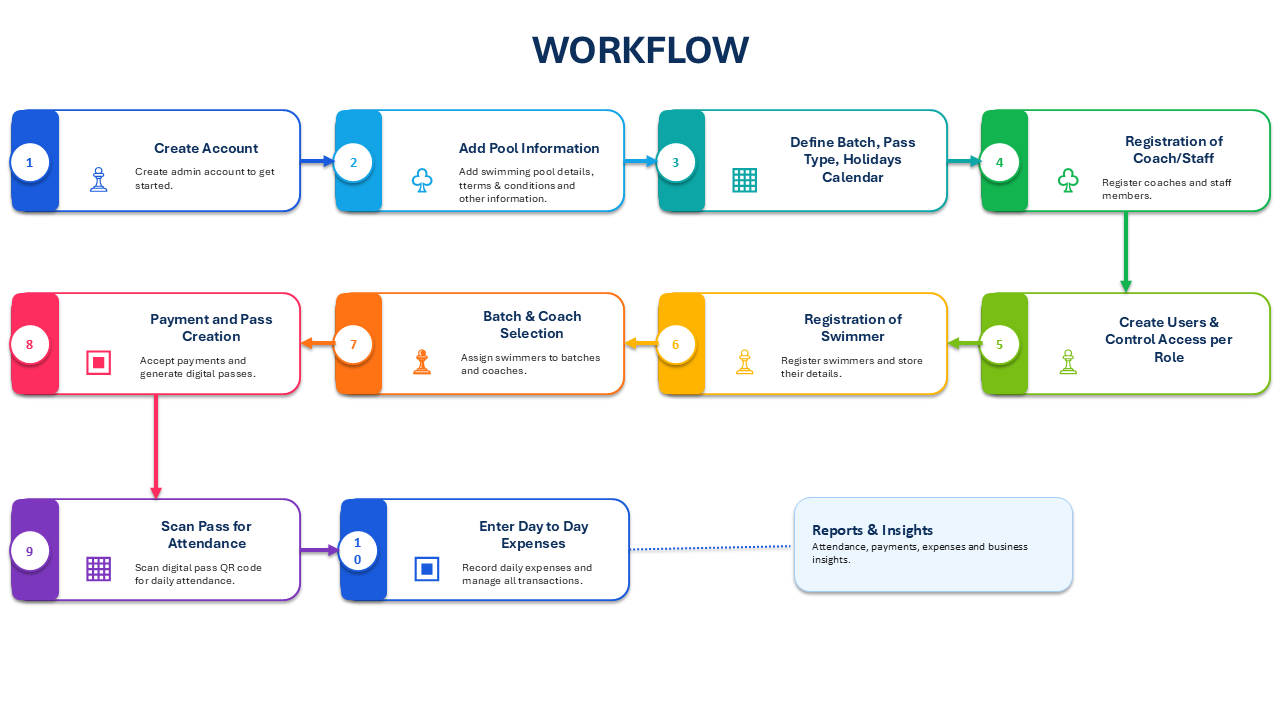 WORKFLOW
1
Create Account
Create admin account to get
started.
2
Add Pool Information
Add swimming pool details,
tterms & conditions and
other information.
3
Define Batch, Pass
Type, Holidays
Calendar
4
Registration of
Coach/Staff
Register coaches and staff
members.
5
Create Users &
Control Access per
Role
6
Registration of
Swimmer
Register swimmers and store
their details.
7
Batch & Coach
Selection
Assign swimmers to batches
and coaches.
8
Payment and Pass
Creation
Accept payments and
generate digital passes.
9
Scan Pass for
Attendance
Scan digital pass QR code
for daily attendance.
1
0
Enter Day to Day
Expenses
Record daily expenses and
manage all transactions.
Reports & Insights
Attendance, payments, expenses and business
insights.